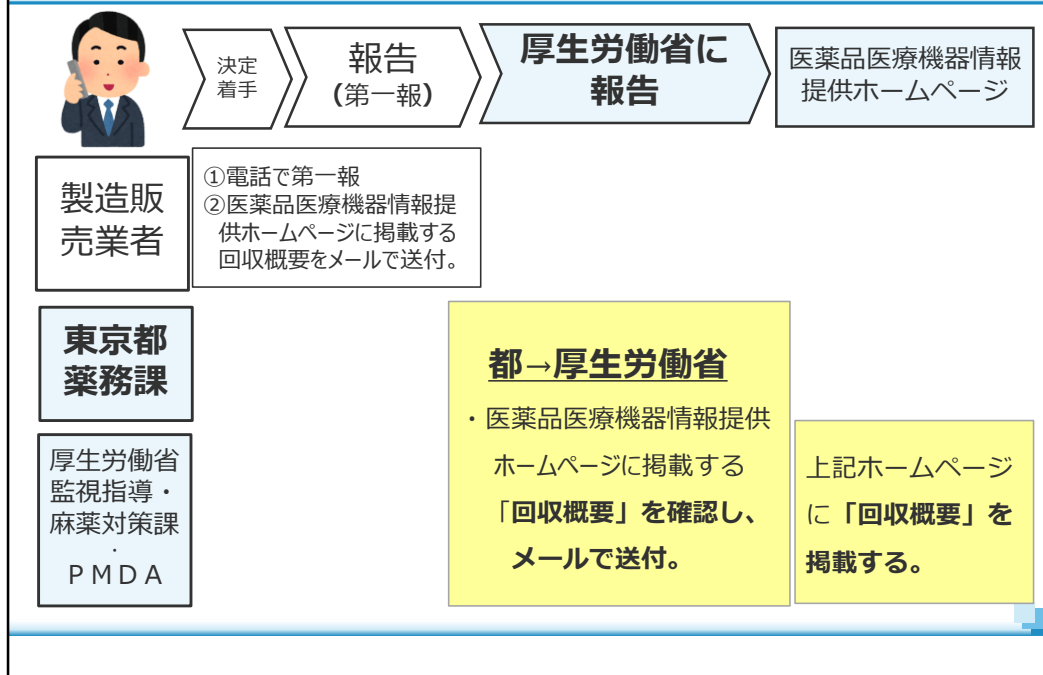 決定
着手
報告
(第一報)
厚生労働省に
報告
医薬品医療機器情報
提供ホームページ
製造販
売業者
①電話で第一報
②医薬品医療機器情報提
供ホームページに掲載する
回収概要をメールで送付。
東京都
薬務課
都→厚生労働省
・医薬品医療機器情報提供
ホームページに掲載する
「回収概要」を確認し、
メールで送付。
厚生労働省
監視指導・
麻薬対策課
・
ＰＭＤＡ
上記ホームページ
に「回収概要」を
掲載する。